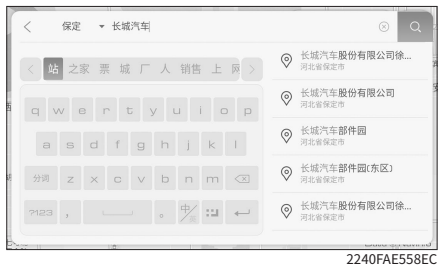 保定 长城汽车
站 之家 票 城 厂 人 销售 上 网
q w e r t y u i o p
a s d f g h j k l
分词 z x c v b n m
?123 , 。 中/英
长城汽车股份有限公司徐...
河北省保定市
长城汽车股份有限公司
河北省保定市
长城汽车部件园
河北省保定市
长城汽车部件园(东区)
河北省保定市
长城汽车股份有限公司徐...
河北省保定市
2240FAE558EC